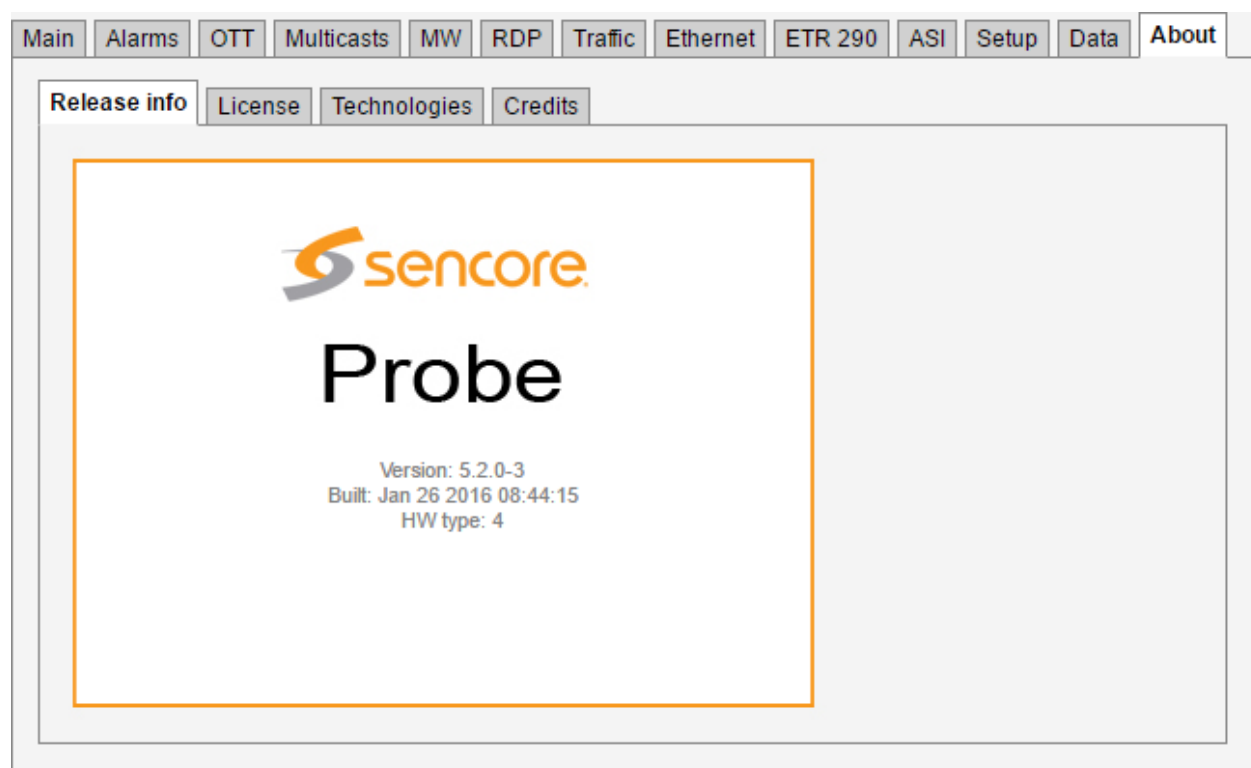 Main Alarms OTT Multicasts MW RDP Traffic Ethernet ETR 290 ASI Setup Data About
Release info License Technologies Credits
sencore
Probe
Version: 5.2.0-3
Built: Jan 26 2016 08:44:15
HW type: 4